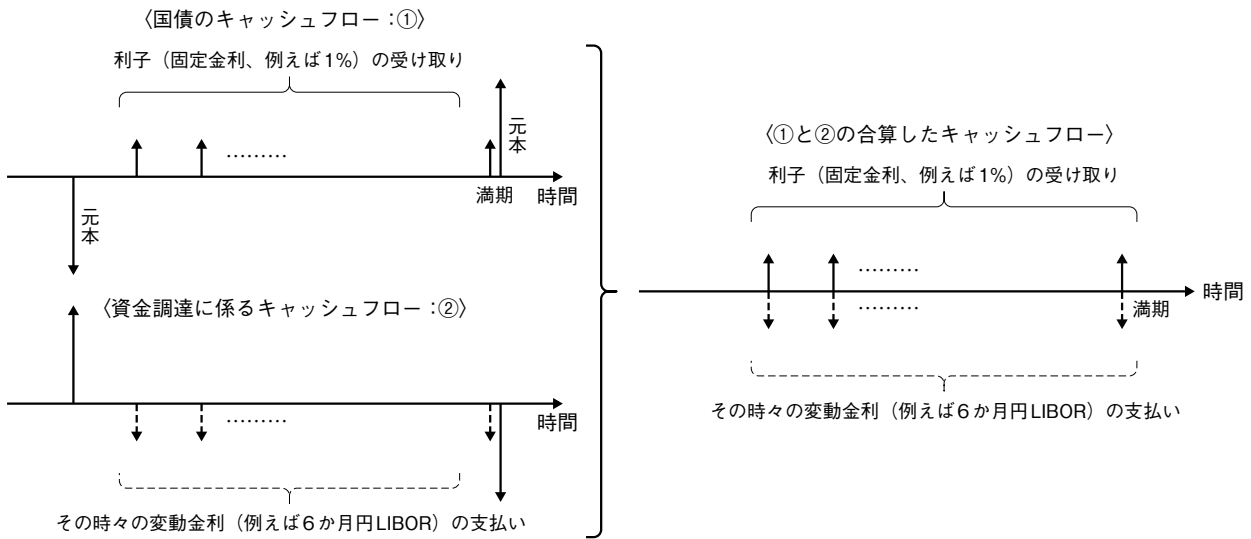 〈国債のキャッシュフロー：①〉
利子（固定金利、例えば1%）の受け取り
元本
………
満期
時間
元本
〈資金調達に係るキャッシュフロー：②〉
………
時間
その時々の変動金利（例えば６か月円LIBOR）の支払い
〈①と②の合算したキャッシュフロー〉
利子（固定金利、例えば1%）の受け取り
………
時間
………
満期
その時々の変動金利（例えば６か月円LIBOR）の支払い